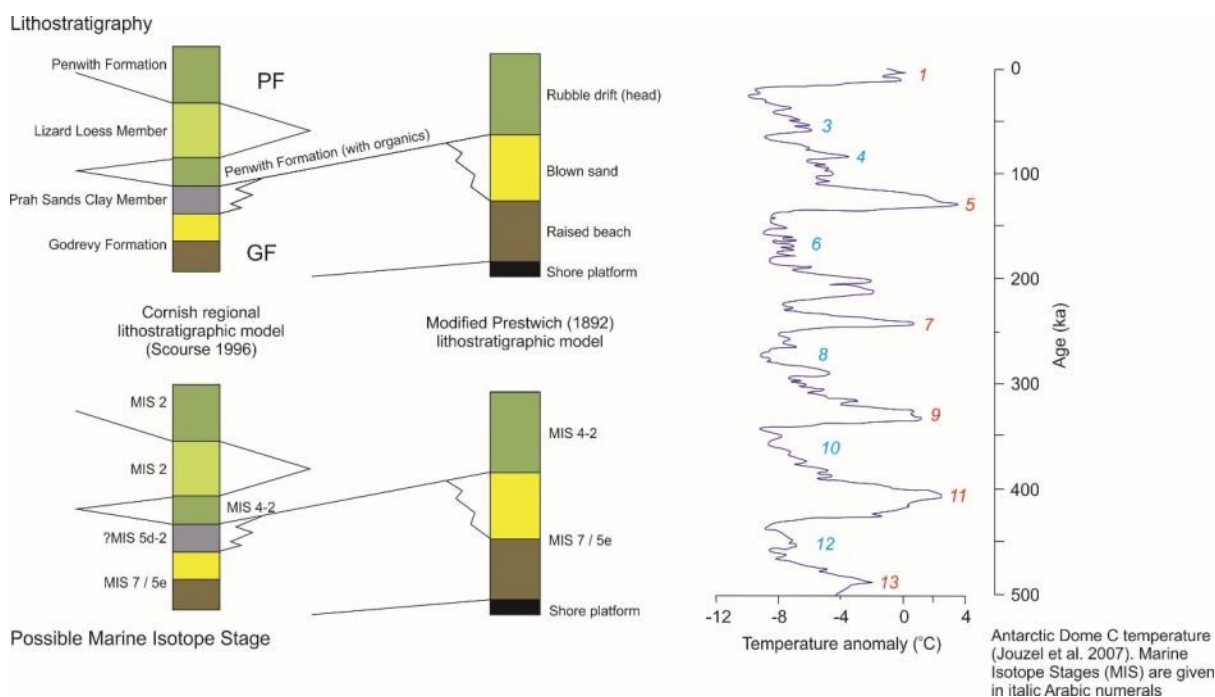 Lithostratigraphy
Penwith Formation
PF
Lizard Loess Member
Penwith Formation (with organics)
Prah Sands Clay Member
Godrevy Formation
GF
Rubble drift (head)
Blown sand
Raised beach
Shore platform
Cornish regional
lithostratigraphic model
(Scourse 1996)
Modified Prestwich (1892)
lithostratigraphic model
MIS 2
MIS 2
MIS 4-2
?MIS 5d-2
MIS 7 / 5e
MIS 4-2
MIS 7 / 5e
Shore platform
Possible Marine Isotope Stage
1
3
4
5
6
7
8
9
10
11
12
13
0
100
200
300
400
500
Age (ka)
-12
-8
-4
0
4
Temperature anomaly (°C)
Antarctic Dome C temperature
(Jouzel et al. 2007). Marine
Isotope Stages (MIS) are given
in italic Arabic numerals